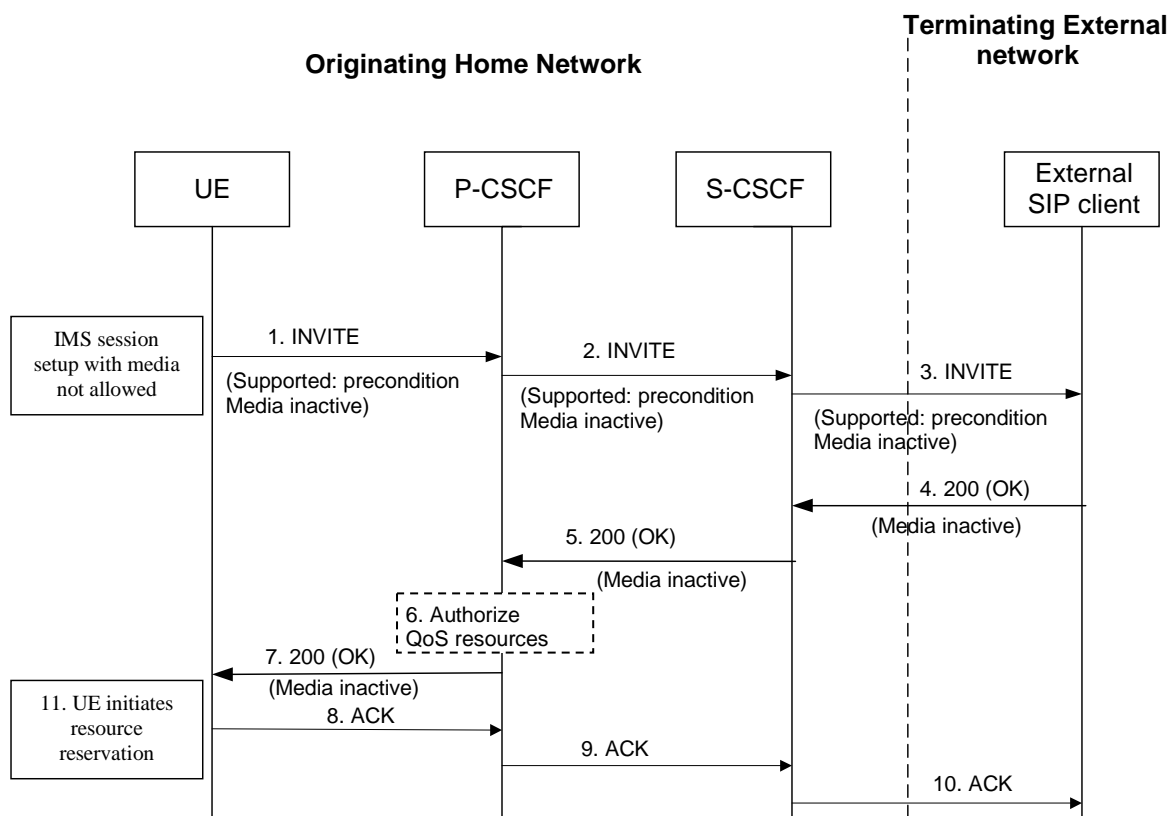 Terminating External
network
Originating Home Network
UE
P-CSCF
S-CSCF
External
SIP client
IMS session
setup with media
not allowed
1. INVITE
(Supported: precondition
Media inactive)
2. INVITE
(Supported: precondition
Media inactive)
3. INVITE
(Supported: precondition
Media inactive)
4. 200 (OK)
(Media inactive)
5. 200 (OK)
(Media inactive)
6. Authorize
QoS resources
7. 200 (OK)
(Media inactive)
11. UE initiates
resource
reservation
8. ACK
9. ACK
10. ACK